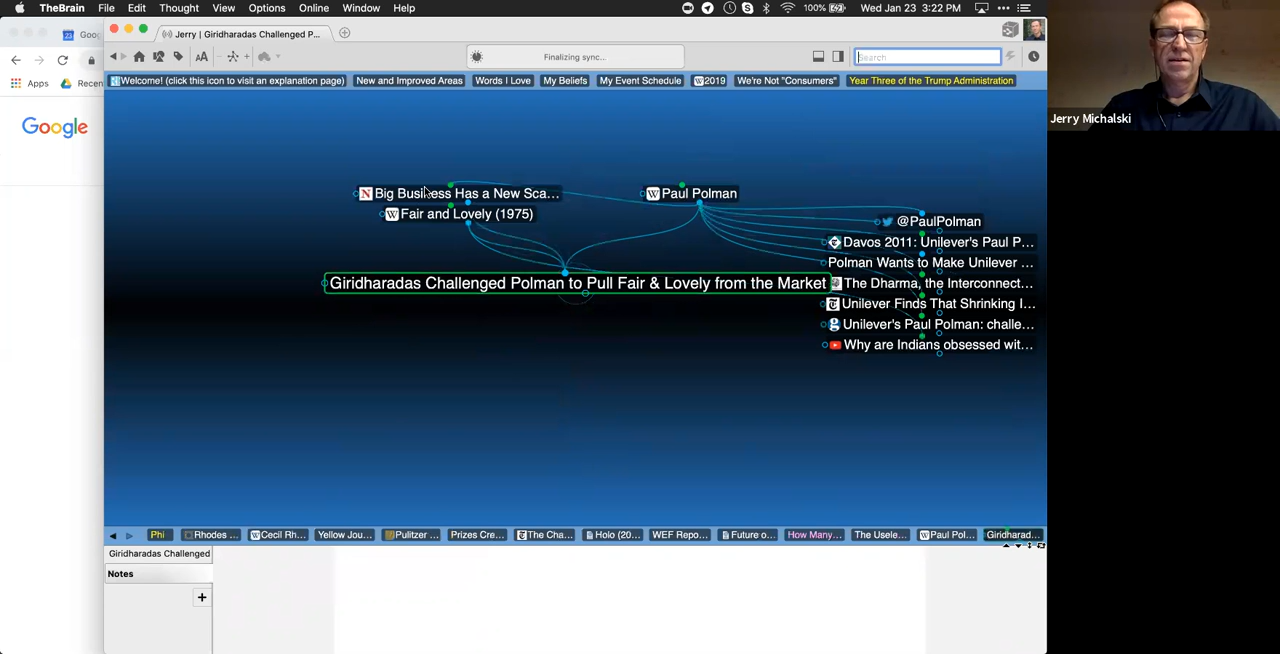 TheBrain File Edit Thought View Options Online Window Help 100% Wed Jan 23 3:22 PM
Goo
Jerry | Giridharadas Challenged P...
AA Finalizing sync... Search
Apps Recen
Welcome! (click this icon to visit an explanation page) New and Improved Areas Words I Love My Beliefs My Event Schedule 2019 We're Not "Consumers" Year Three of the Trump Administration
Google
Jerry Michalski
Big Business Has a New Sca... Paul Polman
Fair and Lovely (1975)
@PaulPolman
Davos 2011: Unilever's Paul P...
Polman Wants to Make Unilever ...
Giridharadas Challenged Polman to Pull Fair & Lovely from the Market
The Dharma, the Interconnect...
Unilever Finds That Shrinking I...
Unilever's Paul Polman: challe...
Why are Indians obsessed wit...
Phi Rhodes ... Cecil Rh... Yellow Jou... Pulitzer ... Prizes Cre... The Cha... Holo (20... WEF Repo... Future o... How Many... The Usele... Paul Pol... Giridharad...
Giridharadas Challenged
Notes
+